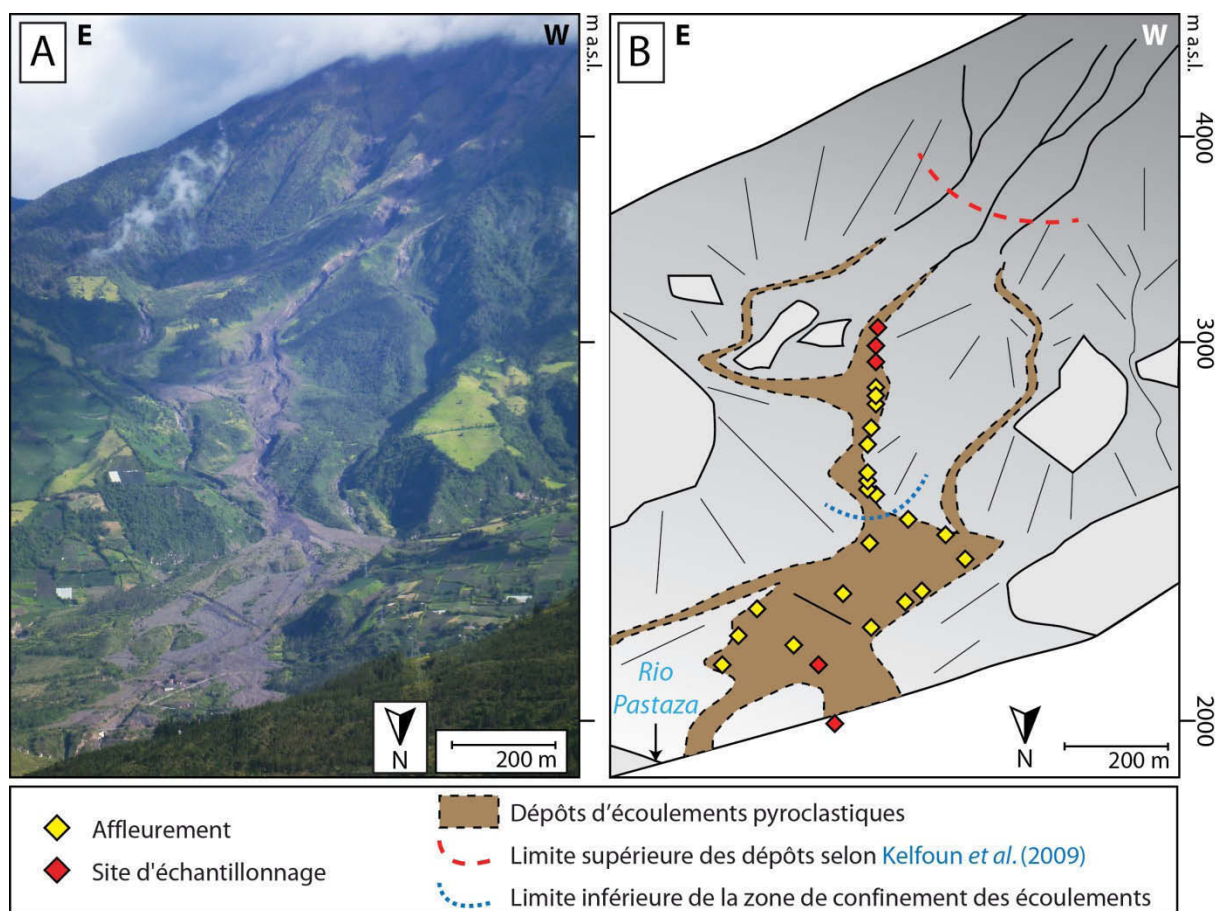 A
E
W
m a.s.l.
N
200 m
B
E
W
m a.s.l.
4000
3000
2000
Rio
Pastaza
N
200 m
Affleurement
Site d'échantillonnage
Dépôts d'écoulements pyroclastiques
Limite supérieure des dépôts selon Kelfoun et al. (2009)
Limite inférieure de la zone de confinement des écoulements